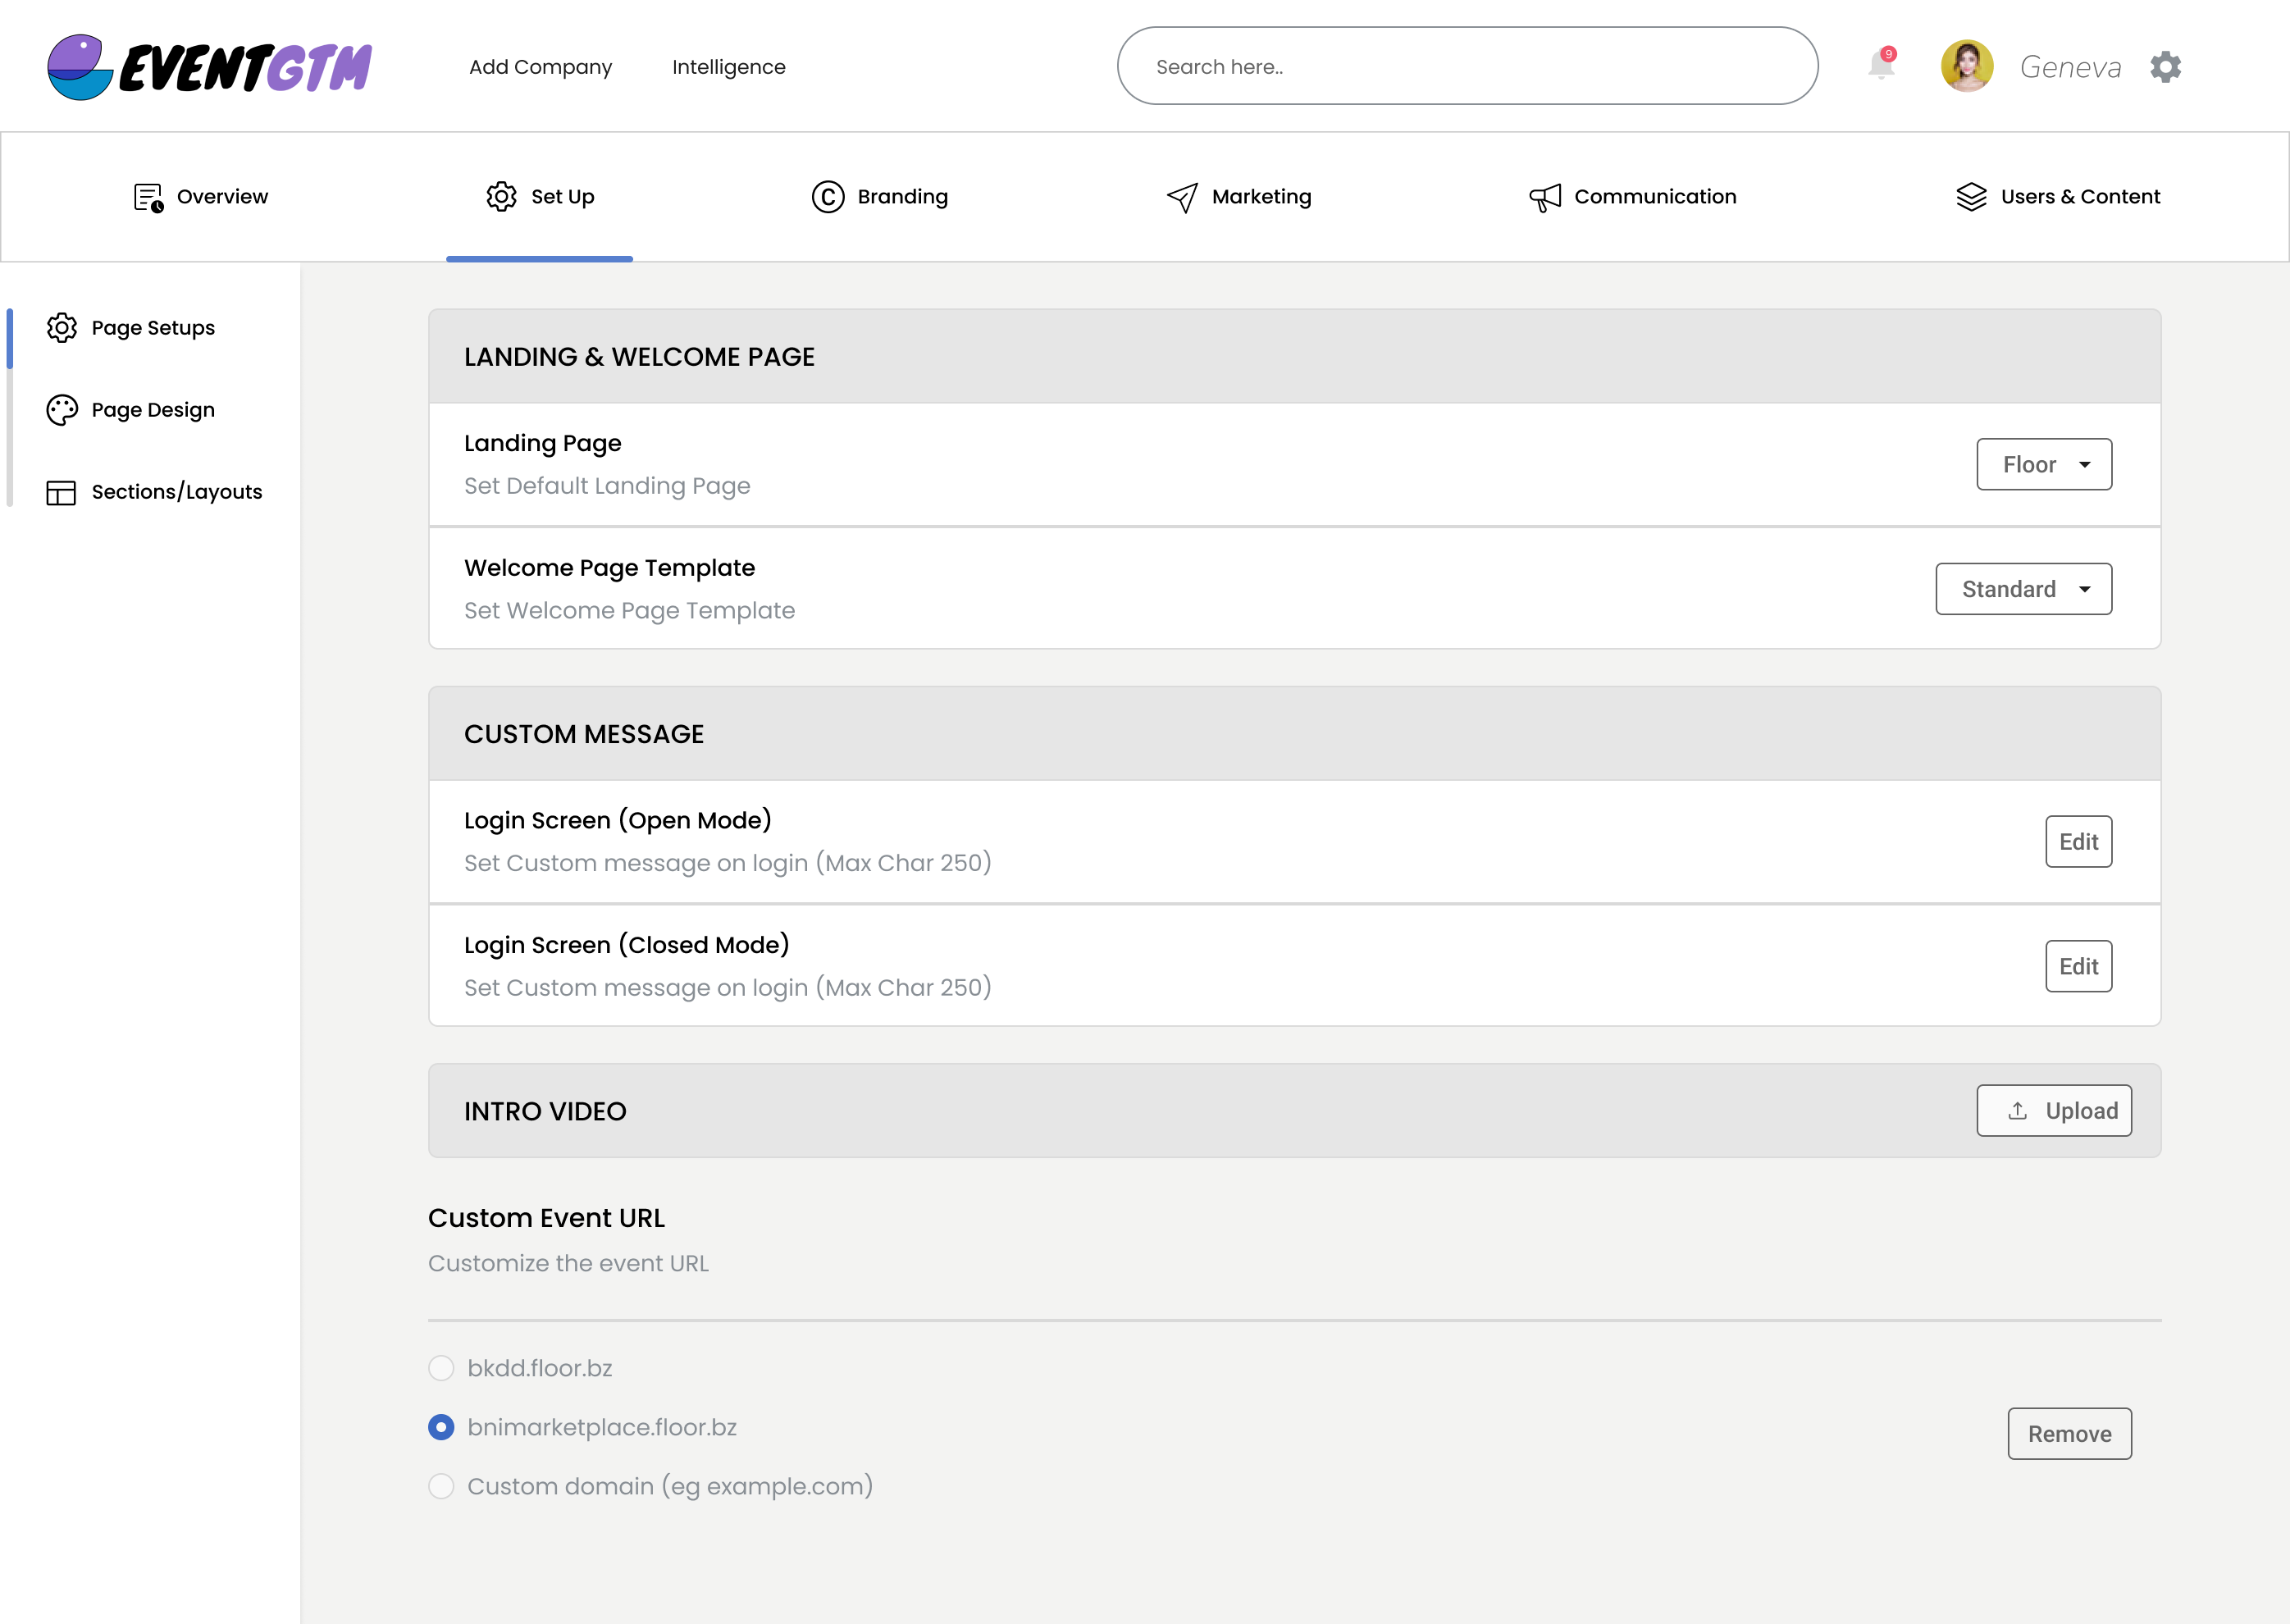 EVENTGTM
Add Company
Intelligence
Search here..
9
Geneva
Overview
Set Up
Branding
Marketing
Communication
Users & Content
Page Setups
Page Design
Sections/Layouts
LANDING & WELCOME PAGE
Landing Page
Set Default Landing Page
Floor
Welcome Page Template
Set Welcome Page Template
Standard
CUSTOM MESSAGE
Login Screen (Open Mode)
Set Custom message on login (Max Char 250)
Edit
Login Screen (Closed Mode)
Set Custom message on login (Max Char 250)
Edit
INTRO VIDEO
Upload
Custom Event URL
Customize the event URL
bkdd.floor.bz
bnimarketplace.floor.bz
Remove
Custom domain (eg example.com)